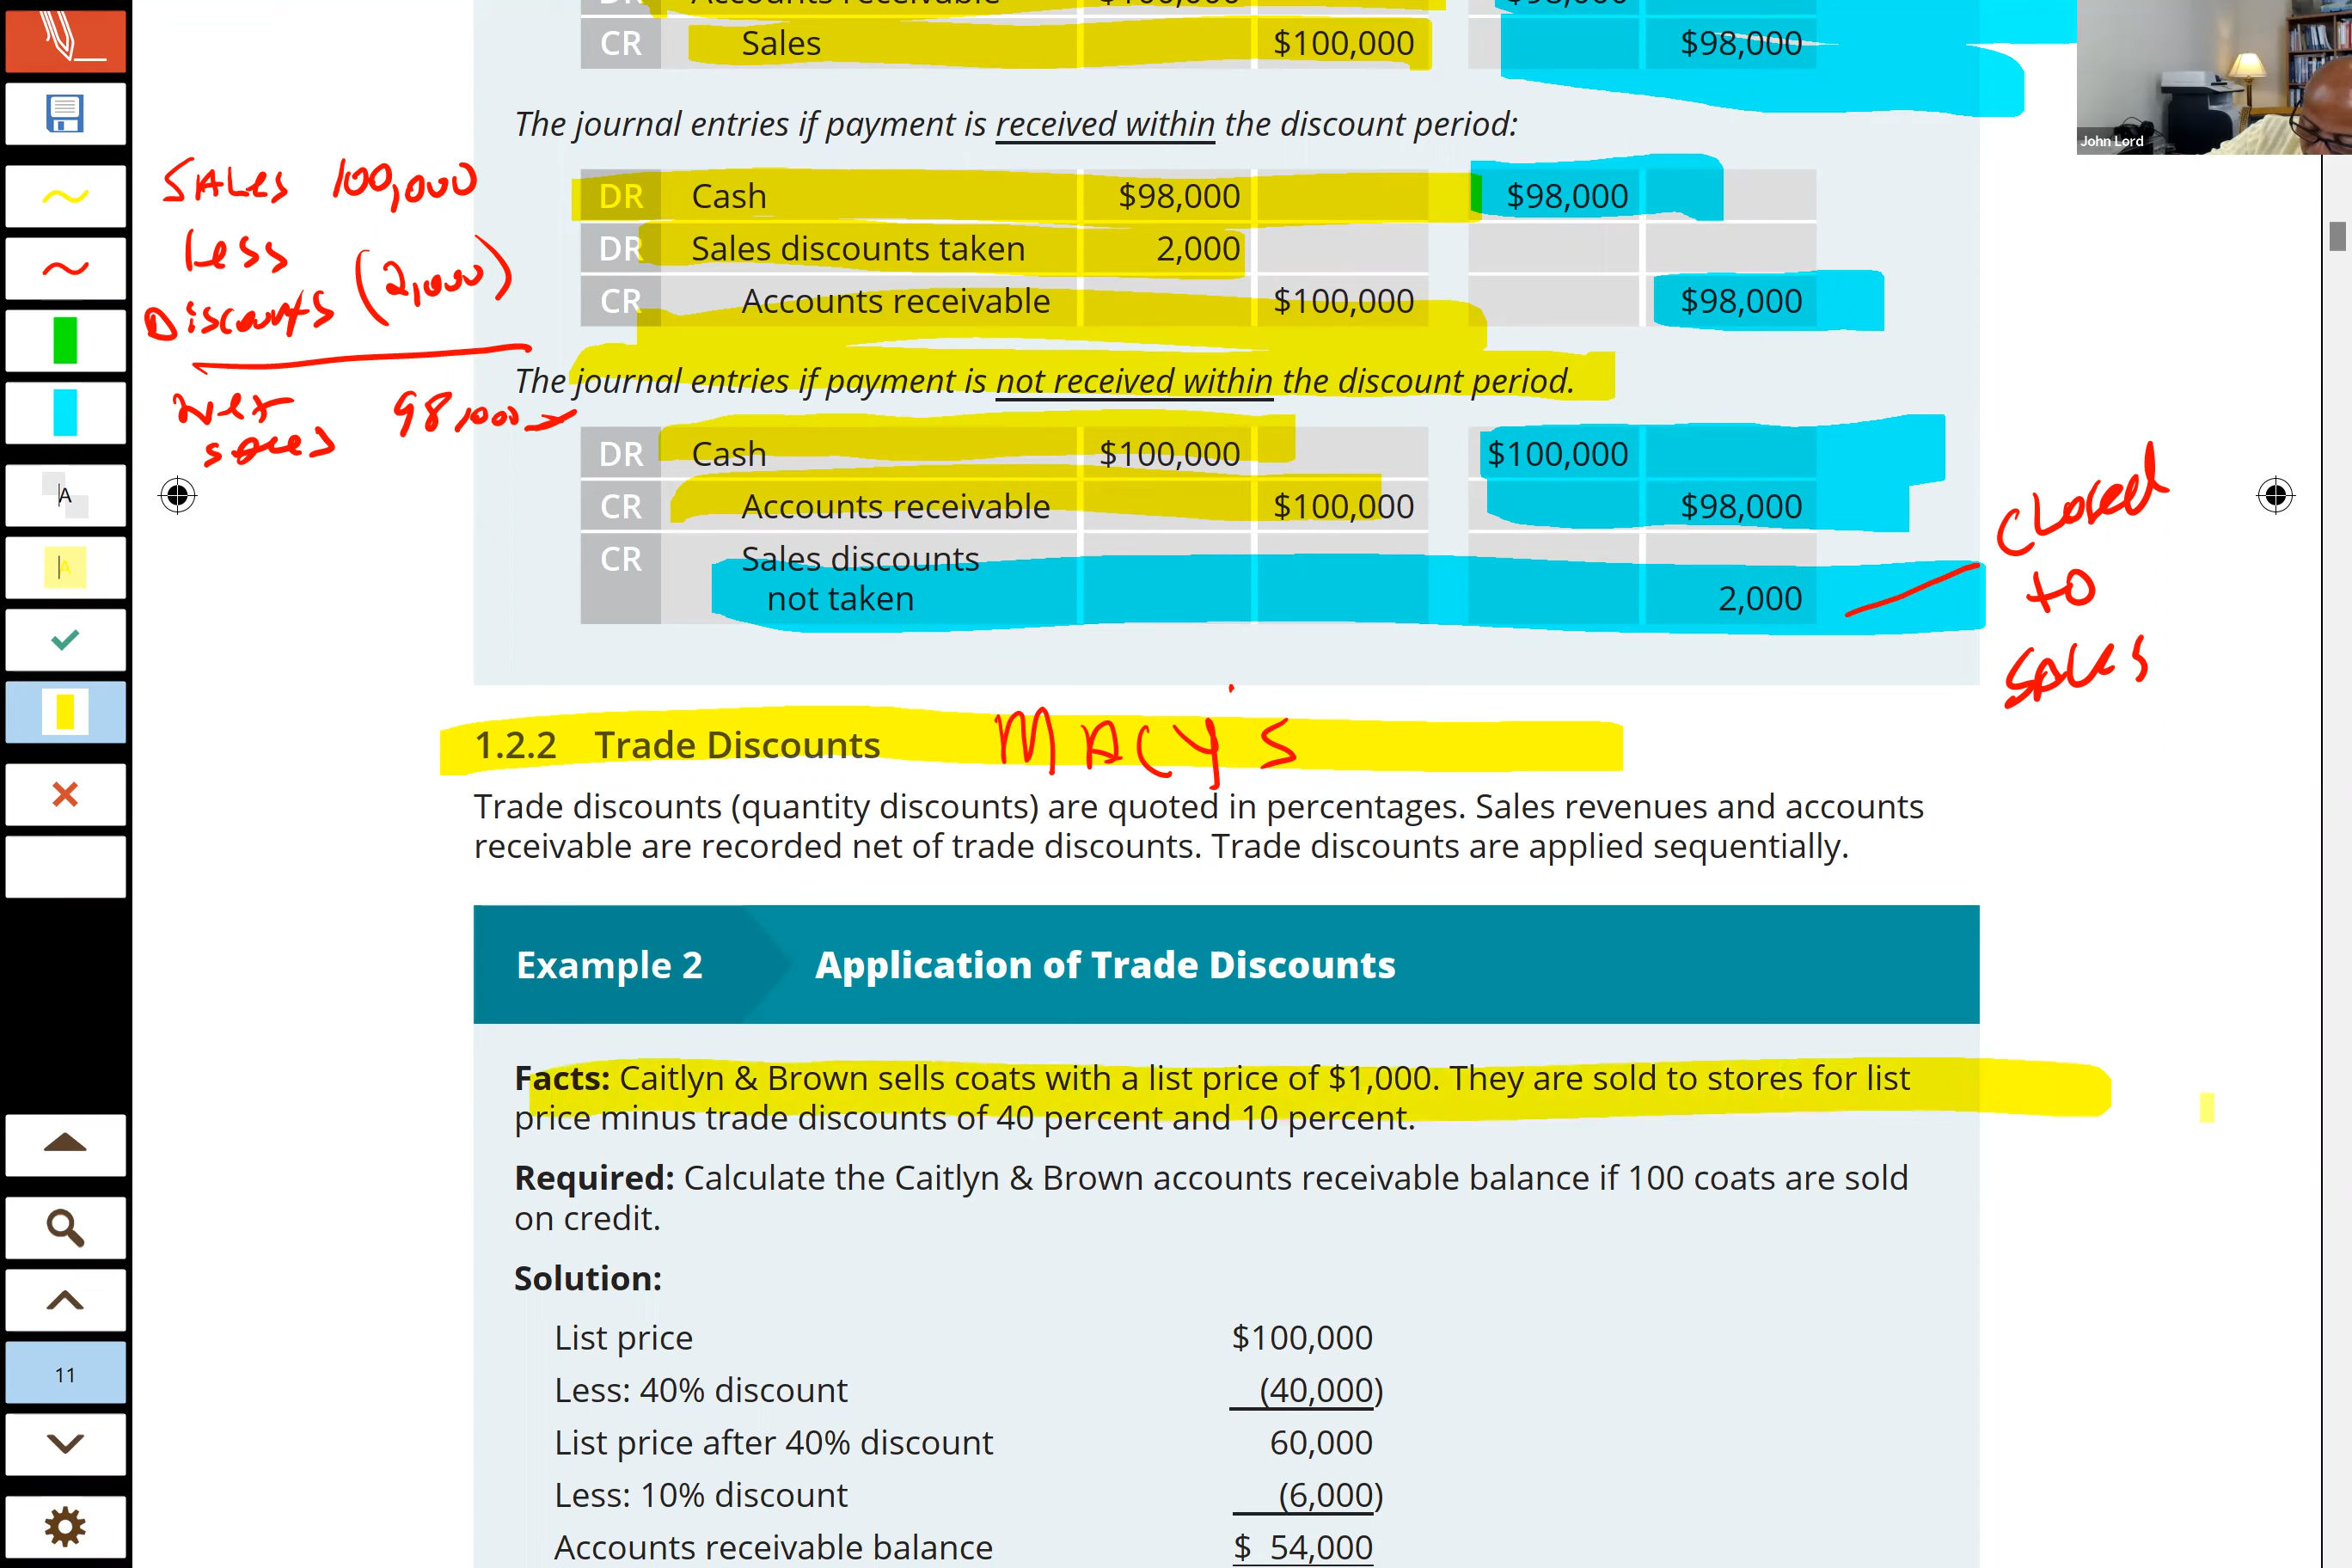 DR Accounts receivable $100,000 $98,000
CR Sales $100,000 $98,000
The journal entries if payment is received within the discount period:
DR Cash $98,000 $98,000
DR Sales discounts taken 2,000
CR Accounts receivable $100,000 $98,000
The journal entries if payment is not received within the discount period.
DR Cash $100,000 $100,000
CR Accounts receivable $100,000 $98,000
CR Sales discounts
not taken 2,000
SALes 100,000
Less
Discounts (2,000)
Net
sales 98,000
Closed
to
SALes
John Lord
1.2.2 Trade Discounts MACY'S
Trade discounts (quantity discounts) are quoted in percentages. Sales revenues and accounts
receivable are recorded net of trade discounts. Trade discounts are applied sequentially.
Example 2 Application of Trade Discounts
Facts: Caitlyn & Brown sells coats with a list price of $1,000. They are sold to stores for list
price minus trade discounts of 40 percent and 10 percent.
Required: Calculate the Caitlyn & Brown accounts receivable balance if 100 coats are sold
on credit.
Solution:
List price $100,000
Less: 40% discount (40,000)
List price after 40% discount 60,000
Less: 10% discount (6,000)
Accounts receivable balance $ 54,000
A
A
11